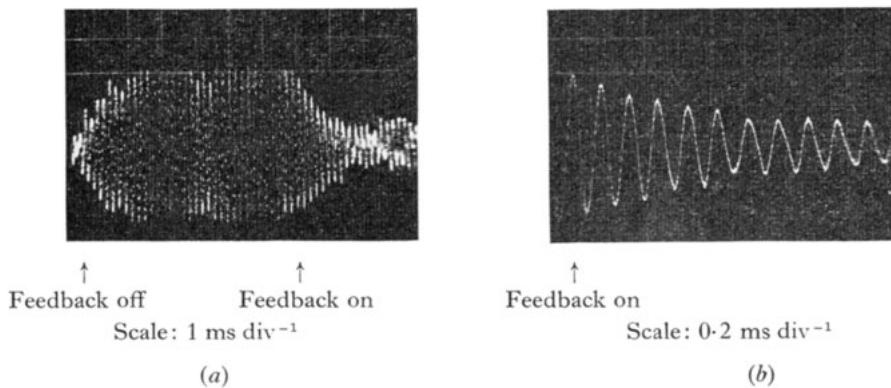 ↑ ↑
Feedback off Feedback on
Scale: 1 ms div⁻¹
(a)
↑
Feedback on
Scale: 0·2 ms div⁻¹
(b)